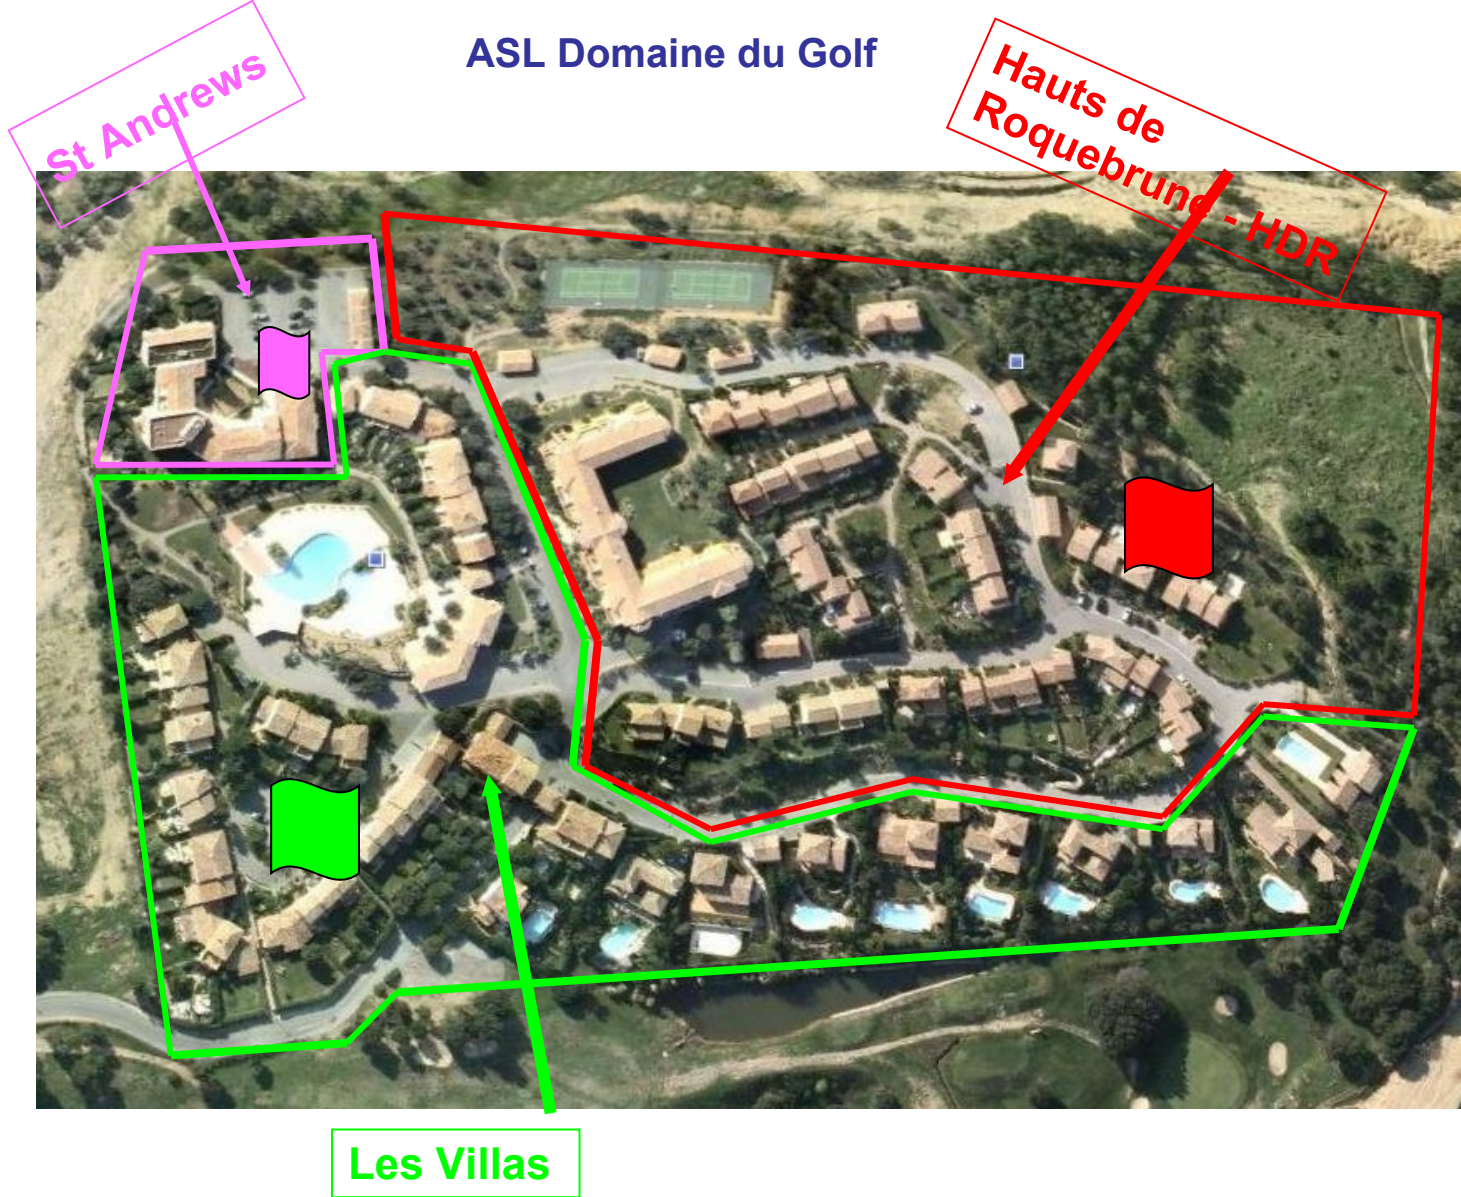 ASL Domaine du Golf
St Andrews
Hauts de
Roquebrune - HDR
Les Villas